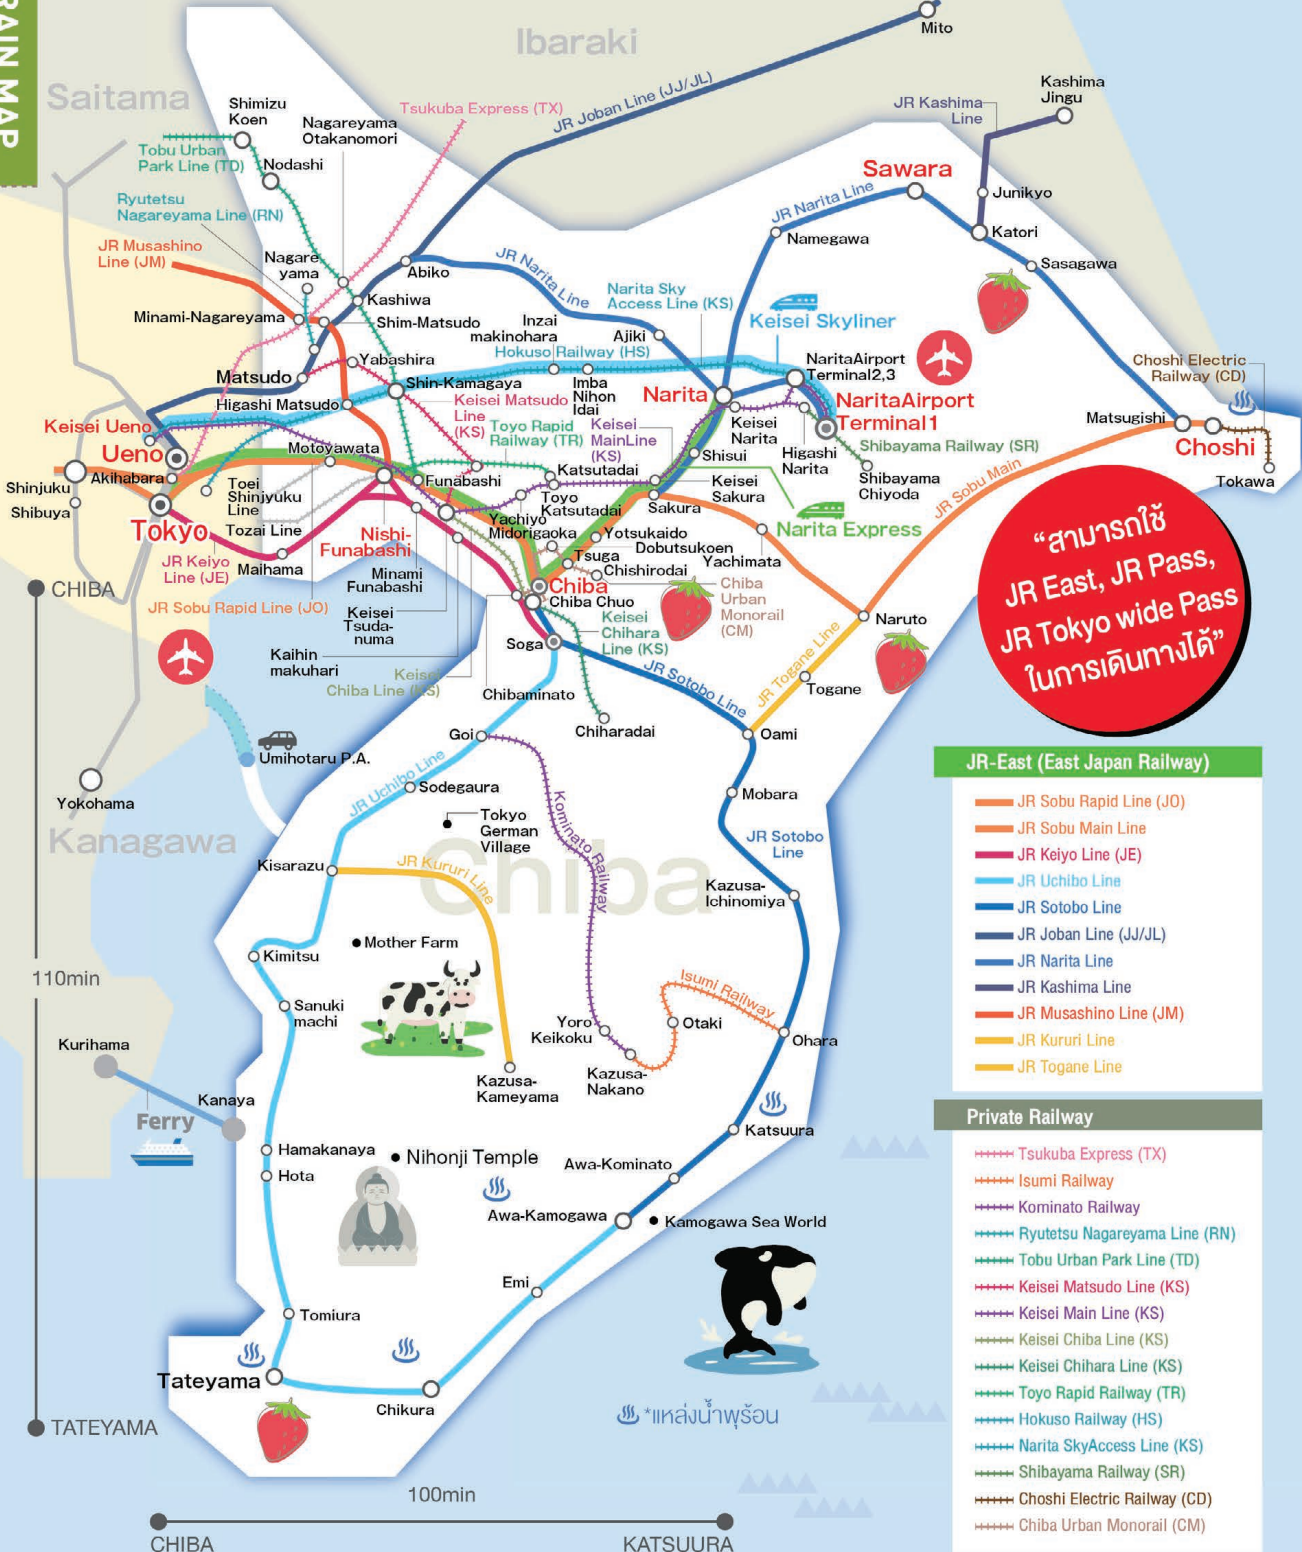 RAIN MAP
Ibaraki
Mito
Saitama
Shimizu
Koen
Nagareyama
Otakanomori
Tsukuba Express (TX)
JR Joban Line (JJ/JL)
JR Kashima
Line
Kashima
Jingu
Tobu Urban
Park Line (TD)
Nodashi
Ryutetsu
Nagareyama Line (RN)
JR Musashino
Line (JM)
Nagare
yama
Abiko
JR Narita Line
Kashiwa
Sawara
JR Narita Line
Namegawa
Junikyo
Katori
Sasagawa
Minami-Nagareyama
Shim-Matsudo
Inzai
makinohara
Narita Sky
Access Line (KS)
Ajiki
Keisei Skyliner
Yabashira
Hokuso Railway (HS)
Matsudo
Shin-Kamagaya
Imba
Nihon
Idai
NaritaAirport
Terminal2,3
Choshi Electric
Railway (CD)
Higashi Matsudo
Keisei Matsudo
Line
(KS)
Toyo Rapid
Railway (TR)
Keisei
MainLine
(KS)
Narita
NaritaAirport
Terminal1
Matsugishi
Choshi
Keisei Ueno
Ueno
Motoyawata
Keisei
Narita
Higashi
Narita
Shibayama Railway (SR)
Shisui
Shibayama
Chiyoda
Tokawa
Shinjuku
Akihabara
Shibuya
Toei
Shinjyuku
Line
Funabashi
Katsutadai
Toyo
Katsutadai
Keisei
Sakura
Sakura
JR Sobu Main
Tokyo
Tozai Line
Nishi-
Funabashi
Yachiyo
Midorigaoka
Yotsukaido
Dobutsukoen
Narita Express
Yachimata
JR Keiyo
Line (JE)
Maihama
Minami
Funabashi
Tsuga
Chishirodai
CHIBA
JR Sobu Rapid Line (JO)
Keisei
Tsuda-
numa
Chiba
Chiba Chuo
Chiba
Urban
Monorail
(CM)
Keisei
Chihara
Line (KS)
Kaihin
makuhari
Soga
Naruto
Keisei
Chiba Line (KS)
Chibaminato
JR Sotobo Line
JR Togane Line
Togane
"สามารถใช้
JR East, JR Pass,
JR Tokyo wide Pass
ในการเดินทางได้"
Chiharadai
Goi
Oami
Umihotaru P.A.
Yokohama
Kanagawa
JR Uchibo Line
Sodegaura
Mobara
Tokyo
German
Village
Kominato Railway
JR Sotobo
Line
Kisarazu
JR Kururi Line
Chiba
Kazusa-
Ichinomiya
Kimitsu
Mother Farm
110min
Sanuki
machi
Isumi Railway
Yoro
Keikoku
Otaki
Ohara
Kurihama
Kanaya
Ferry
Kazusa-
Kameyama
Kazusa-
Nakano
Katsuura
Hamakanaya
Hota
Nihonji Temple
Awa-Kominato
Awa-Kamogawa
Kamogawa Sea World
Emi
Tomiura
Tateyama
Chikura
TATEYAMA
*แหล่งน้ำพุร้อน
100min
CHIBA
KATSUURA
JR-East (East Japan Railway)
JR Sobu Rapid Line (JO)
JR Sobu Main Line
JR Keiyo Line (JE)
JR Uchibo Line
JR Sotobo Line
JR Joban Line (JJ/JL)
JR Narita Line
JR Kashima Line
JR Musashino Line (JM)
JR Kururi Line
JR Togane Line
Private Railway
Tsukuba Express (TX)
Isumi Railway
Kominato Railway
Ryutetsu Nagareyama Line (RN)
Tobu Urban Park Line (TD)
Keisei Matsudo Line (KS)
Keisei Main Line (KS)
Keisei Chiba Line (KS)
Keisei Chihara Line (KS)
Toyo Rapid Railway (TR)
Hokuso Railway (HS)
Narita SkyAccess Line (KS)
Shibayama Railway (SR)
Choshi Electric Railway (CD)
Chiba Urban Monorail (CM)